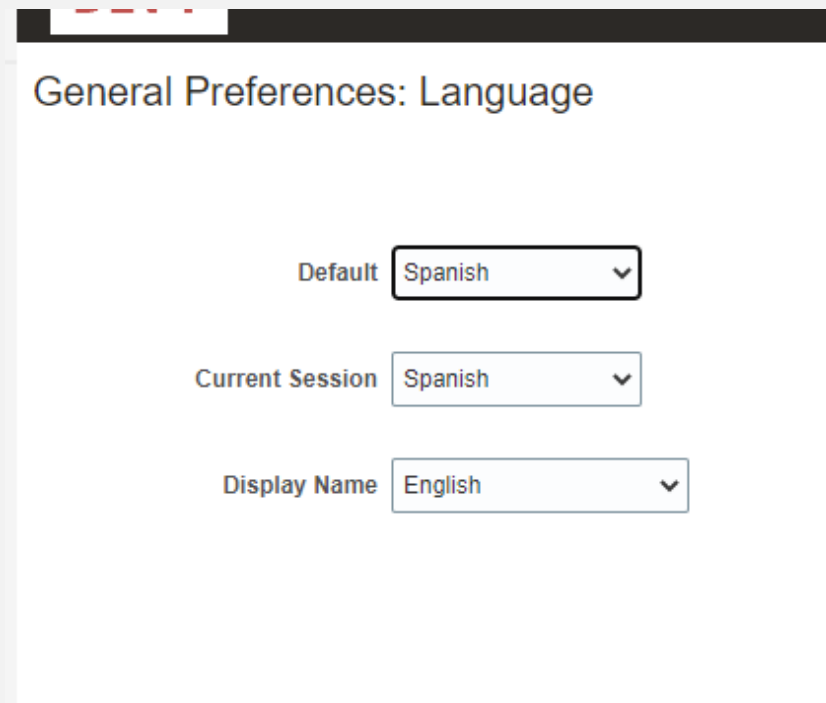 General Preferences: Language
Default Spanish
Current Session Spanish
Display Name English